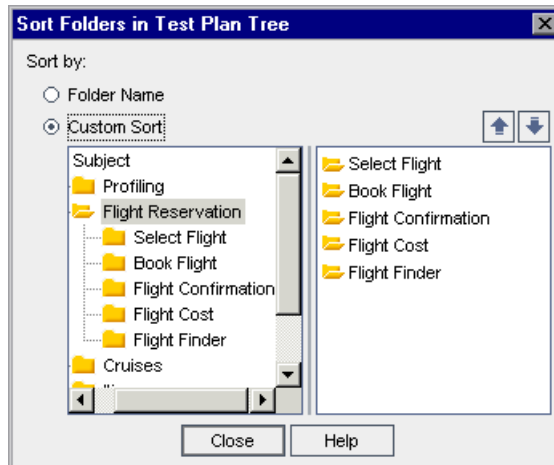 Sort Folders in Test Plan Tree
Sort by:
Folder Name
Custom Sort
Subject
Profiling
Flight Reservation
Select Flight
Book Flight
Flight Confirmation
Flight Cost
Flight Finder
Cruises
Select Flight
Book Flight
Flight Confirmation
Flight Cost
Flight Finder
Close
Help